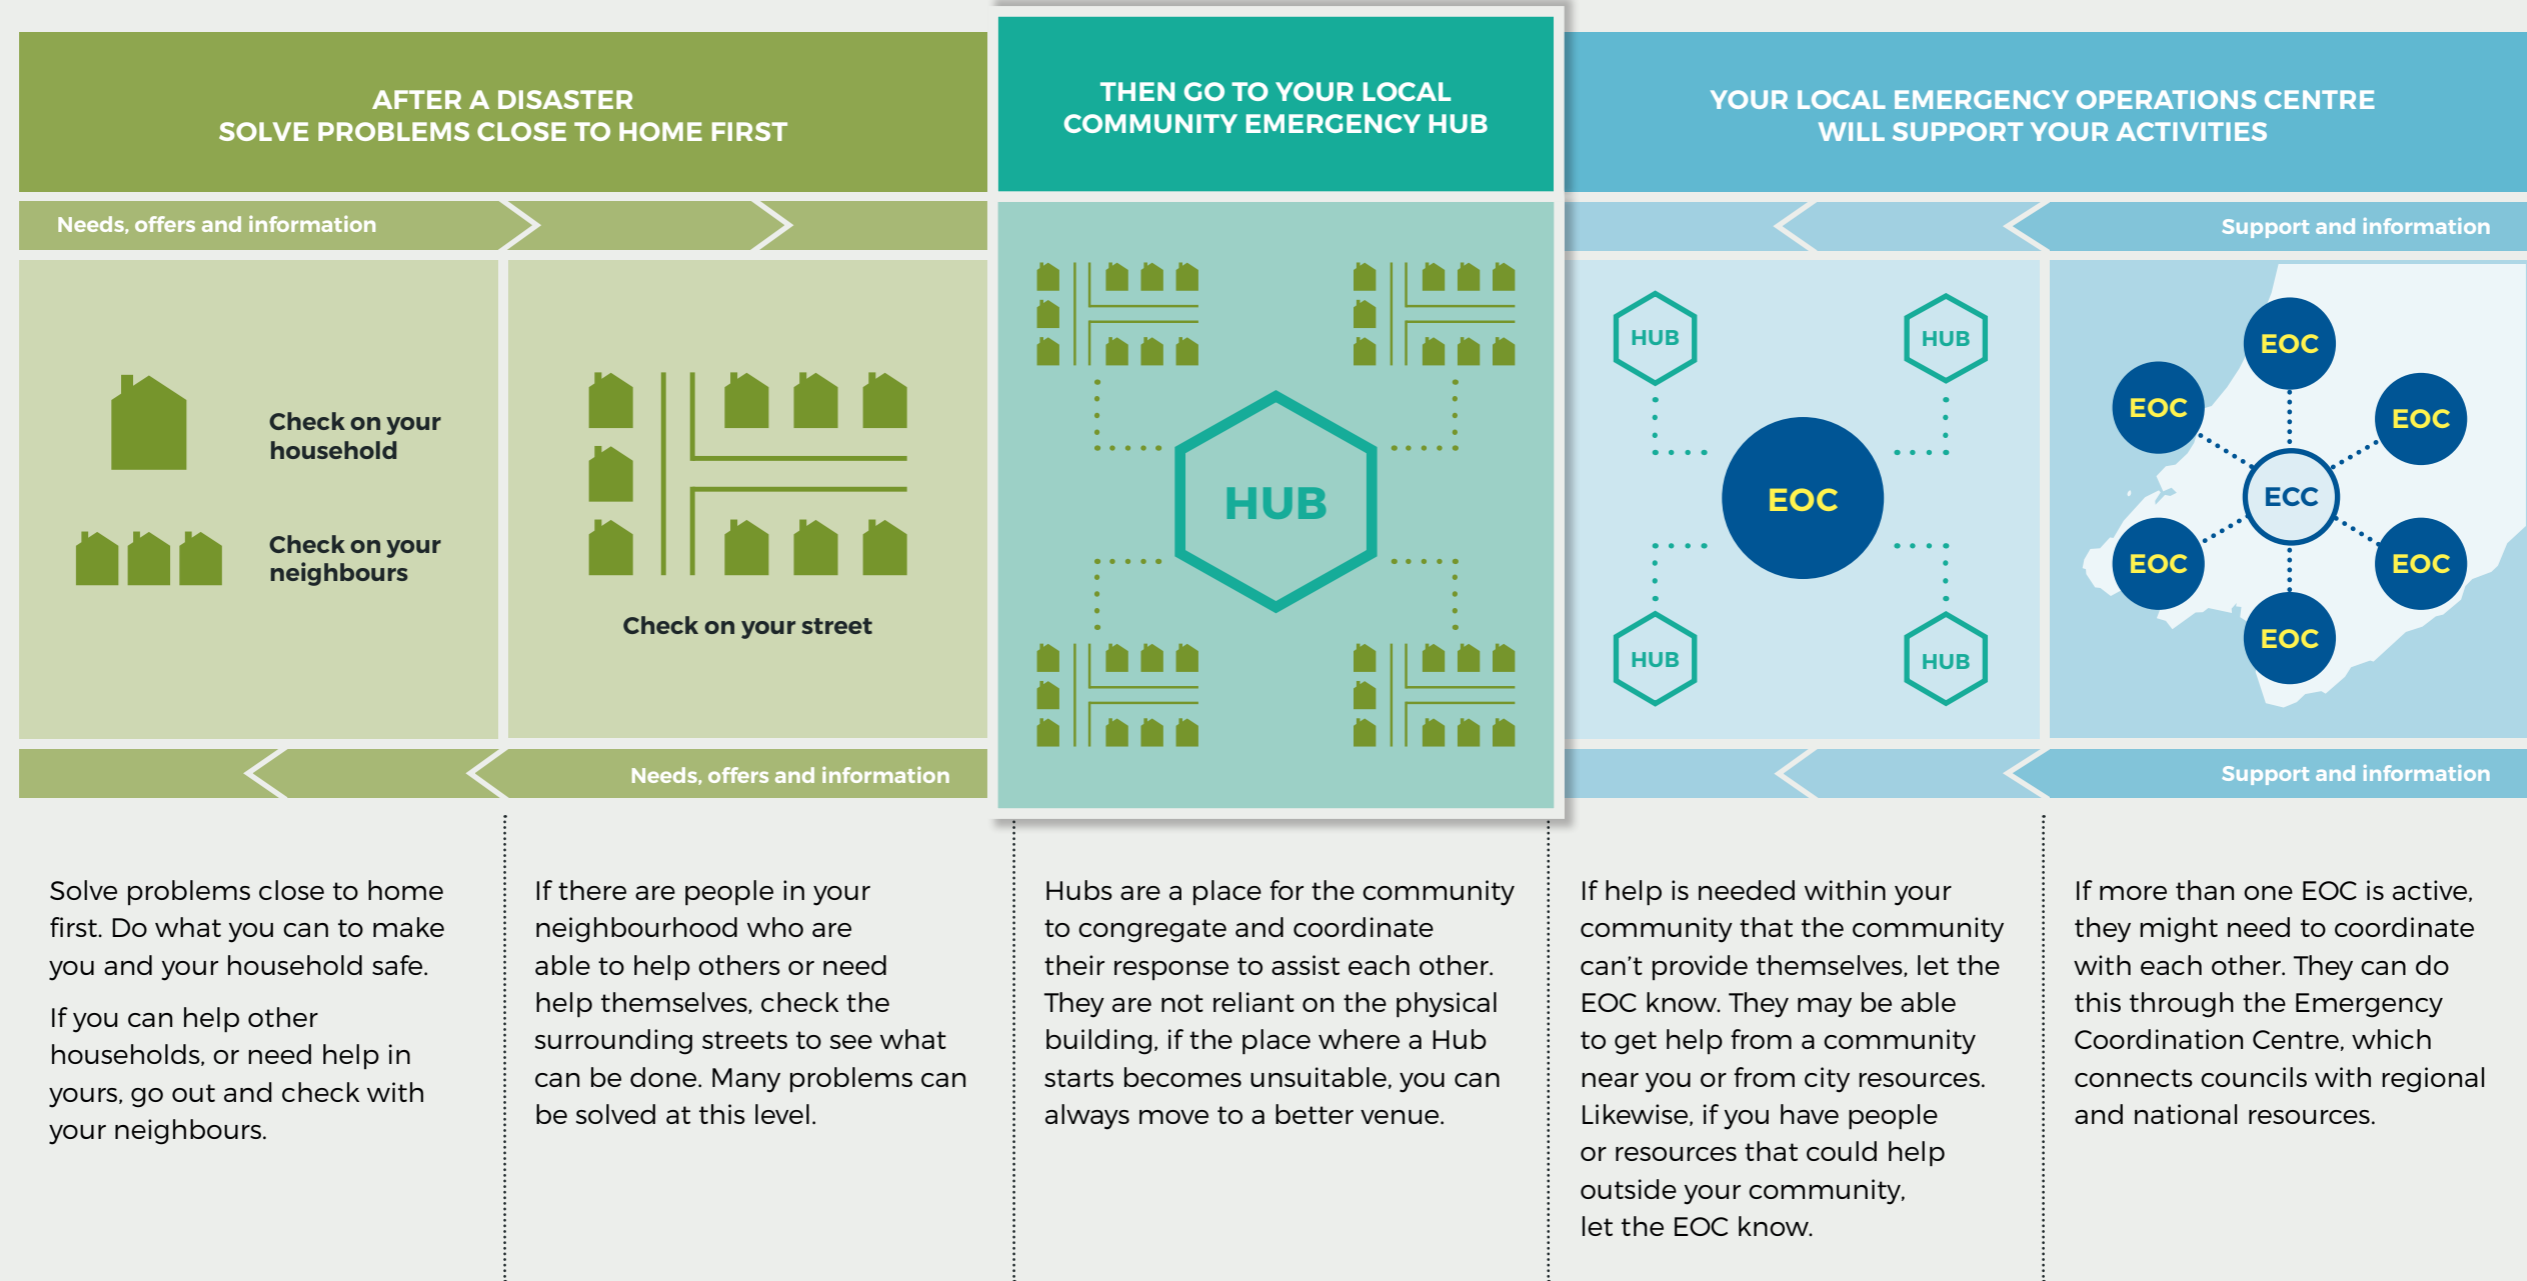 AFTER A DISASTER
SOLVE PROBLEMS CLOSE TO HOME FIRST
THEN GO TO YOUR LOCAL
COMMUNITY EMERGENCY HUB
YOUR LOCAL EMERGENCY OPERATIONS CENTRE
WILL SUPPORT YOUR ACTIVITIES
Needs, offers and information
Support and information
Check on your
household
Check on your
neighbours
Check on your street
HUB
HUB
HUB
EOC
HUB
HUB
EOC
EOC
EOC
ECC
EOC
EOC
EOC
Needs, offers and information
Support and information
Solve problems close to home
first. Do what you can to make
you and your household safe.
If you can help other
households, or need help in
yours, go out and check with
your neighbours.
If there are people in your
neighbourhood who are
able to help others or need
help themselves, check the
surrounding streets to see what
can be done. Many problems can
be solved at this level.
Hubs are a place for the community
to congregate and coordinate
their response to assist each other.
They are not reliant on the physical
building, if the place where a Hub
starts becomes unsuitable, you can
always move to a better venue.
If help is needed within your
community that the community
can't provide themselves, let the
EOC know. They may be able
to get help from a community
near you or from city resources.
Likewise, if you have people
or resources that could help
outside your community,
let the EOC know.
If more than one EOC is active,
they might need to coordinate
with each other. They can do
this through the Emergency
Coordination Centre, which
connects councils with regional
and national resources.